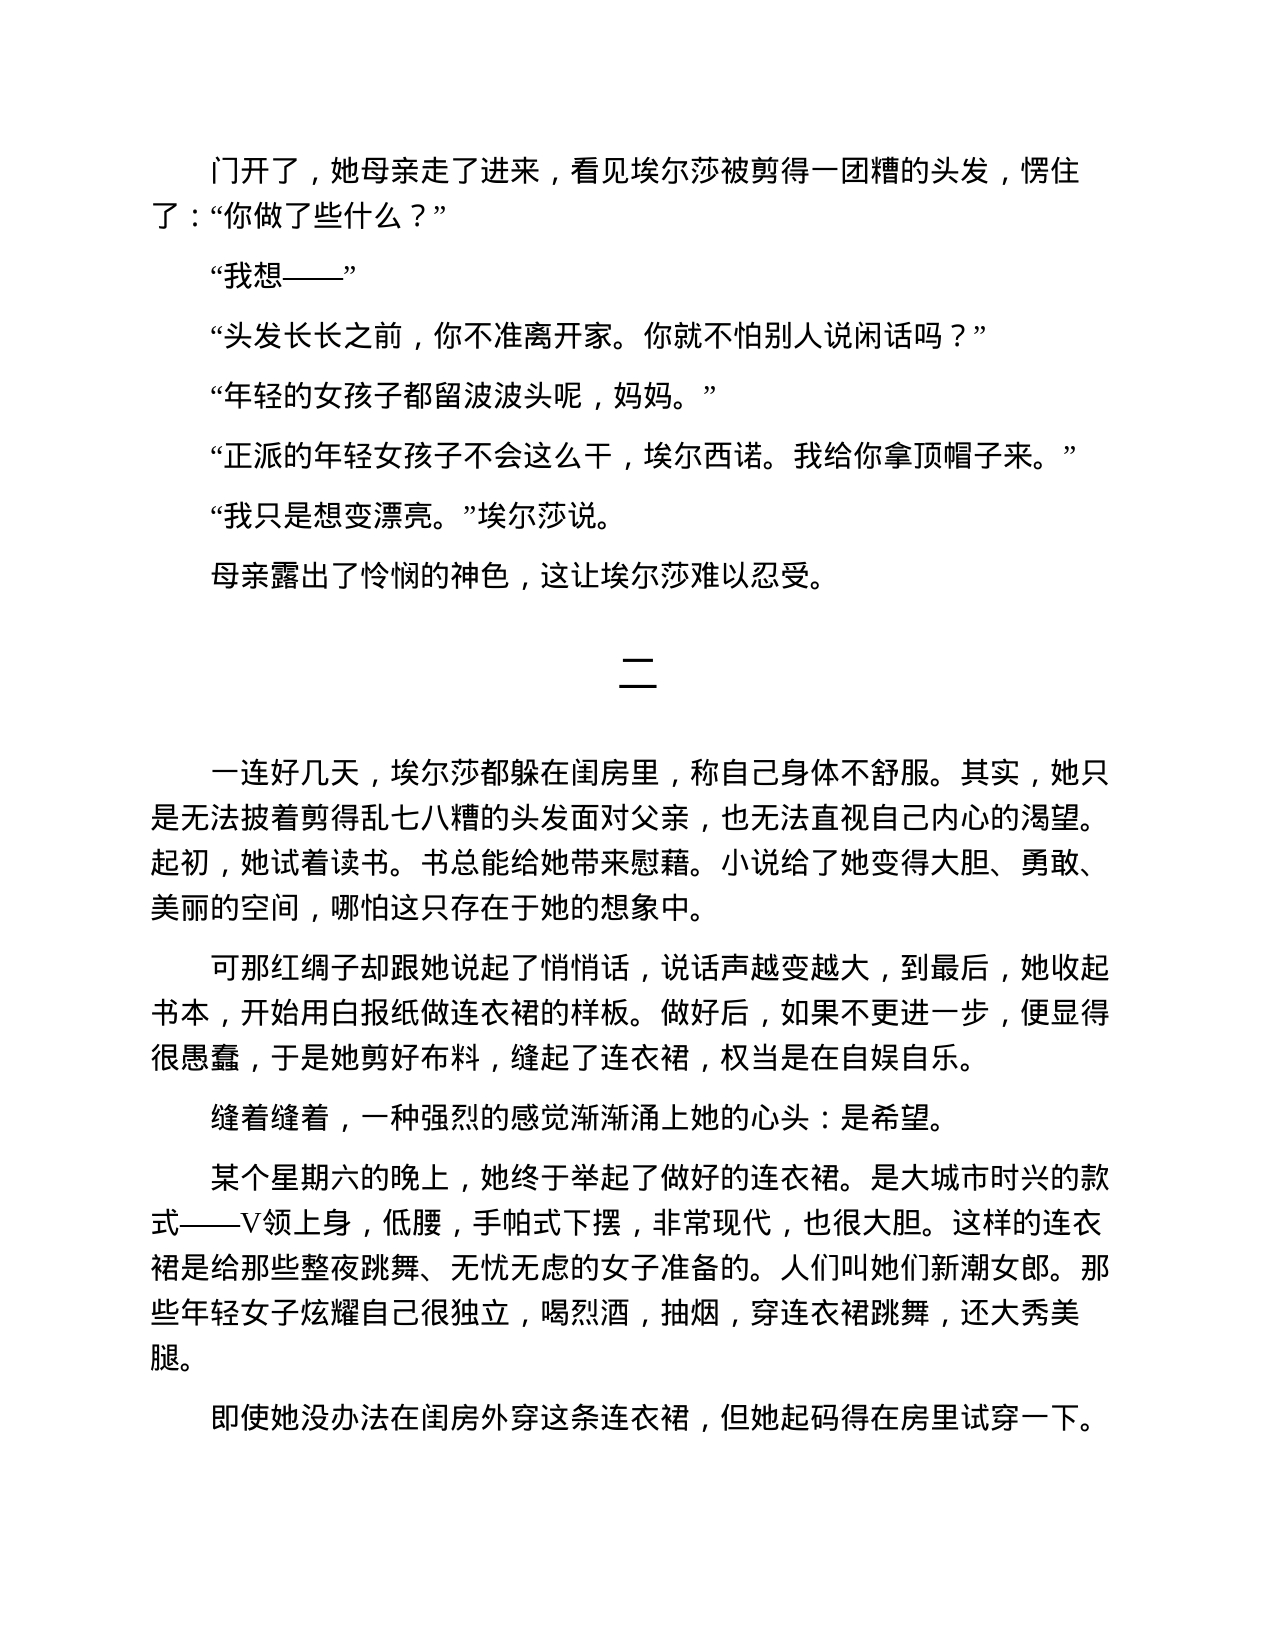 门开了，她母亲走了进来，看见埃尔莎被剪得一团糟的头发，愣住
了：“你做了些什么？”
“我想——”
“头发长长之前，你不准离开家。你就不怕别人说闲话吗？”
“年轻的女孩子都留波波头呢，妈妈。”
“正派的年轻女孩子不会这么干，埃尔西诺。我给你拿顶帽子来。”
“我只是想变漂亮。”埃尔莎说。
母亲露出了怜悯的神色，这让埃尔莎难以忍受。
二
一连好几天，埃尔莎都躲在闺房里，称自己身体不舒服。其实，她只
是无法披着剪得乱七八糟的头发面对父亲，也无法直视自己内心的渴望。
起初，她试着读书。书总能给她带来慰藉。小说给了她变得大胆、勇敢、
美丽的空间，哪怕这只存在于她的想象中。
可那红绸子却跟她说起了悄悄话，说话声越变越大，到最后，她收起
书本，开始用白报纸做连衣裙的样板。做好后，如果不更进一步，便显得
很愚蠢，于是她剪好布料，缝起了连衣裙，权当是在自娱自乐。
缝着缝着，一种强烈的感觉渐渐涌上她的心头：是希望。
某个星期六的晚上，她终于举起了做好的连衣裙。是大城市时兴的款
式——V领上身，低腰，手帕式下摆，非常现代，也很大胆。这样的连衣
裙是给那些整夜跳舞、无忧无虑的女子准备的。人们叫她们新潮女郎。那
些年轻女子炫耀自己很独立，喝烈酒，抽烟，穿连衣裙跳舞，还大秀美
腿。
即使她没办法在闺房外穿这条连衣裙，但她起码得在房里试穿一下。